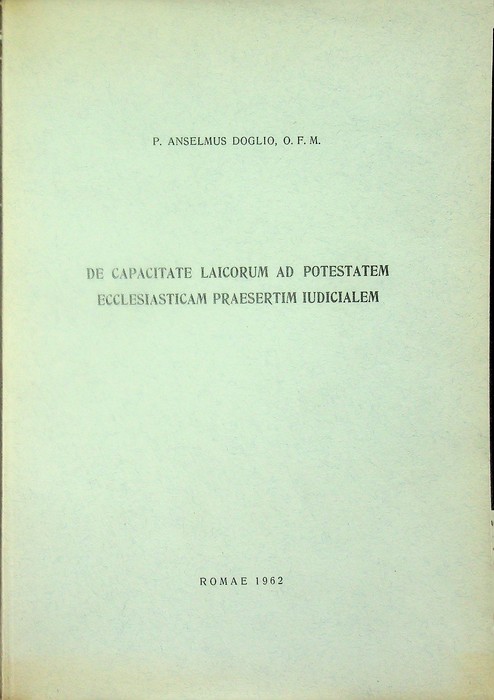 P. ANSELMUS DOGLIO, O. F. M.
DE CAPACITATE LAICORUM AD POTESTATEM
ECCLESIASTICAM PRAESERTIM IUDICIALEM
ROMAE 1962